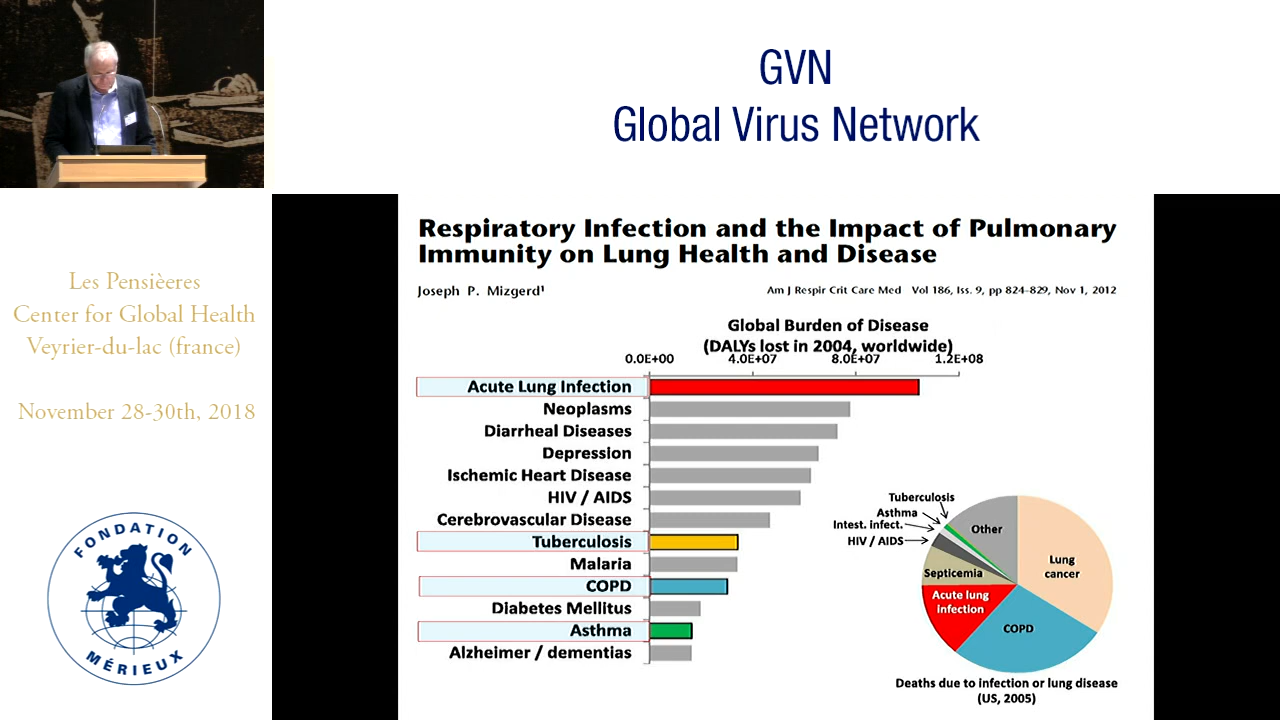 GVN
Global Virus Network
Les Pensièeres
Center for Global Health
Veyrier-du-lac (france)
November 28-30th, 2018
FONDATION
MÉRIEUX
Respiratory Infection and the Impact of Pulmonary
Immunity on Lung Health and Disease
Joseph P. Mizgerd¹
Am J Respir Crit Care Med Vol 186, Iss. 9, pp 824–829, Nov 1, 2012
Global Burden of Disease
(DALYs lost in 2004, worldwide)
0.0E+00 4.0E+07 8.0E+07 1.2E+08
Acute Lung Infection
Neoplasms
Diarrheal Diseases
Depression
Ischemic Heart Disease
HIV / AIDS
Cerebrovascular Disease
Tuberculosis
Malaria
COPD
Diabetes Mellitus
Asthma
Alzheimer / dementias
Tuberculosis
Asthma
Intest. infect.
HIV / AIDS
Other
Lung
cancer
Septicemia
Acute lung
infection
COPD
Deaths due to infection or lung disease
(US, 2005)